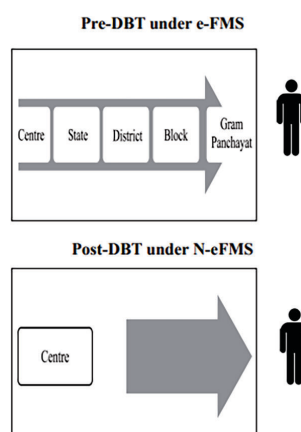 Pre-DBT under e-FMS
Centre State District Block Gram
Panchayat
Post-DBT under N-eFMS
Centre